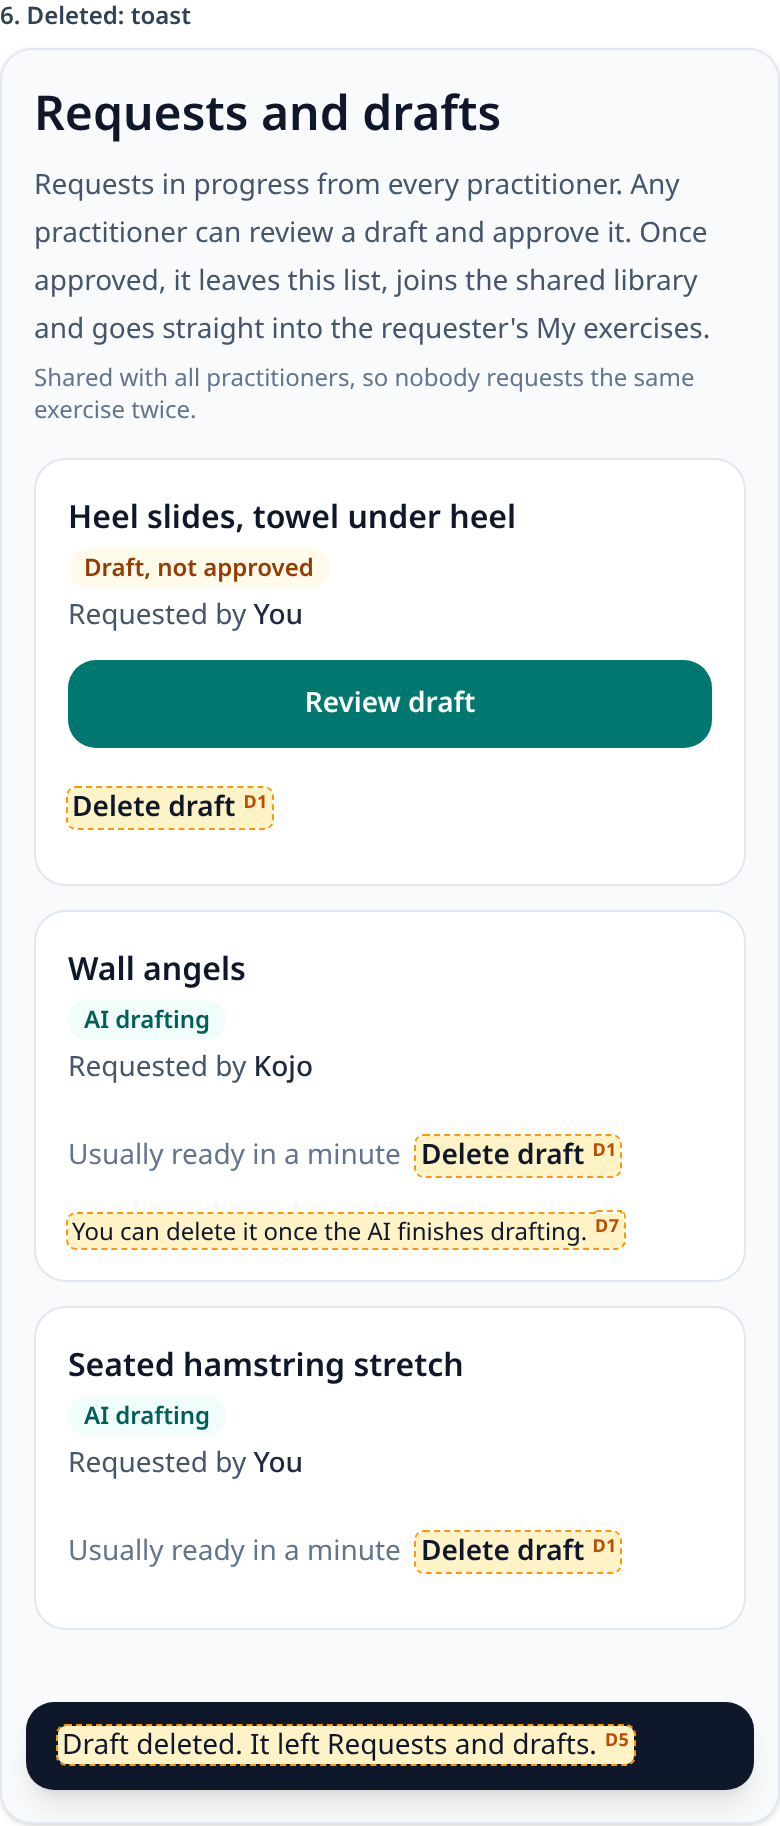 6. Deleted: toast
Requests and drafts
Requests in progress from every practitioner. Any
practitioner can review a draft and approve it. Once
approved, it leaves this list, joins the shared library
and goes straight into the requester's My exercises.
Shared with all practitioners, so nobody requests the same
exercise twice.
Heel slides, towel under heel
Draft, not approved
Requested by You
Review draft
Delete draft D1
Wall angels
AI drafting
Requested by Kojo
Usually ready in a minute Delete draft D1
You can delete it once the AI finishes drafting. D7
Seated hamstring stretch
AI drafting
Requested by You
Usually ready in a minute Delete draft D1
Draft deleted. It left Requests and drafts. D5